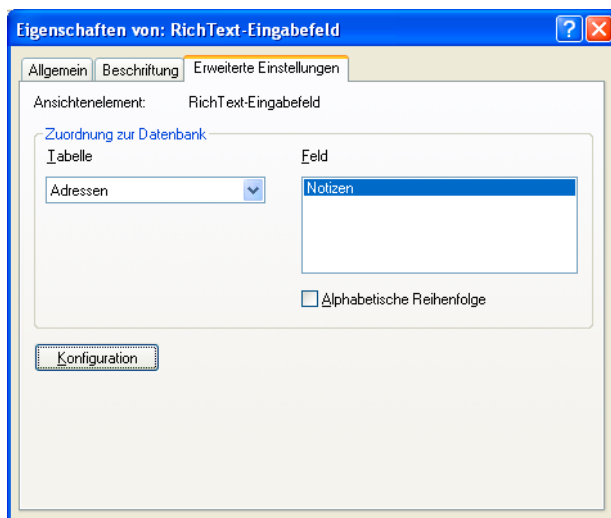 Eigenschaften von: RichText-Eingabefeld
Allgemein Beschriftung Erweiterte Einstellungen
Ansichtenelement: RichText-Eingabefeld
Zuordnung zur Datenbank
Tabelle Feld
Adressen Notizen
Alphabetische Reihenfolge
Konfiguration